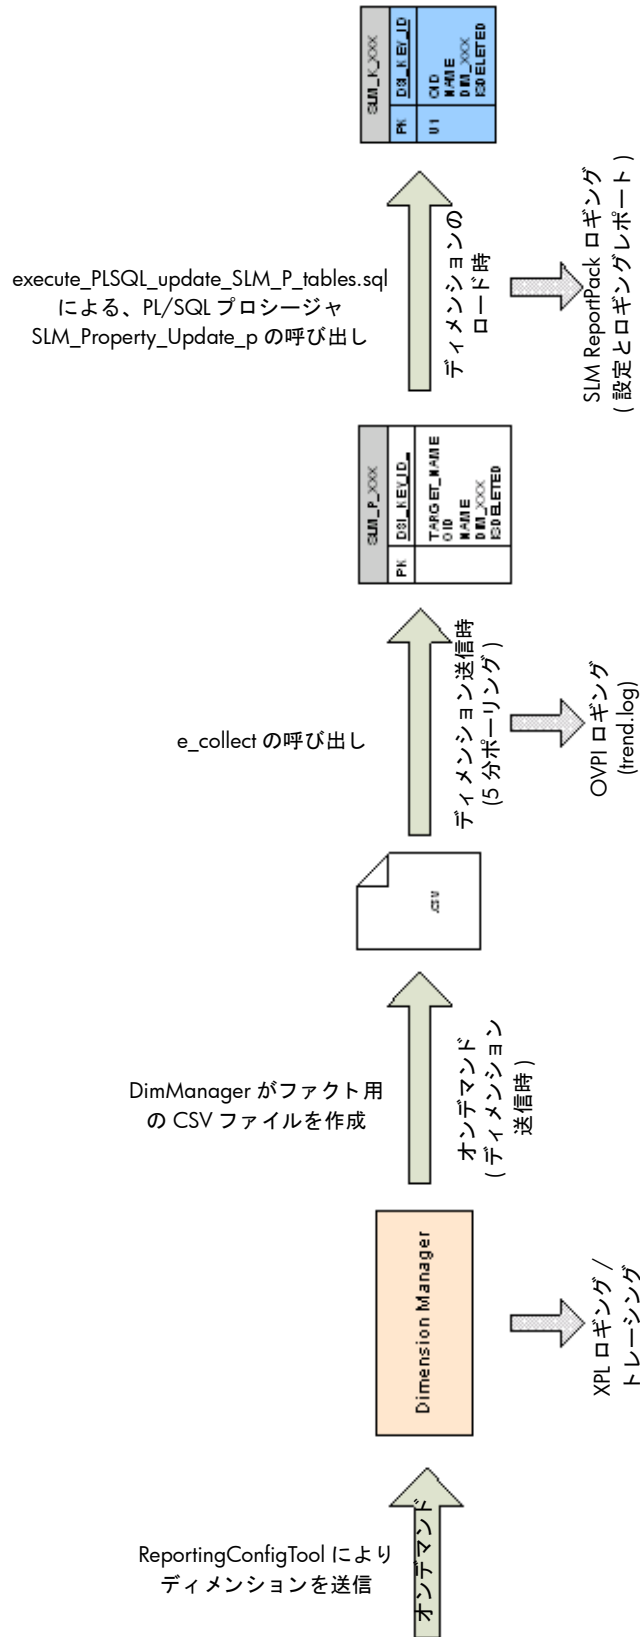 SLM_K_XXX
PK
DSI_KEY_ID
U1
OID
NAME
DIM_XXX
ISDELETED
execute_PLSQL_update_SLM_P_tables.sql
による、PL/SQL プロシージャ
SLM_Property_Update_p の呼び出し
ディメンションの
ロード時
SLM ReportPack ロギング
( 設定とロギングレポート )
SLM_P_XXX
PK
DSI_KEY_ID_
TARGET_NAME
OID
NAME
DIM_XXX
ISDELETED
e_collect の呼び出し
ディメンション送信時
(5 分ポーリング )
OVPI ロギング
(trend.log)
.csv
DimManager がファクト用
の CSV ファイルを作成
オンデマンド
( ディメンション
送信時 )
Dimension Manager
XPL ロギング /
トレーシング
ReportingConfigTool により
ディメンションを送信
オンデマンド